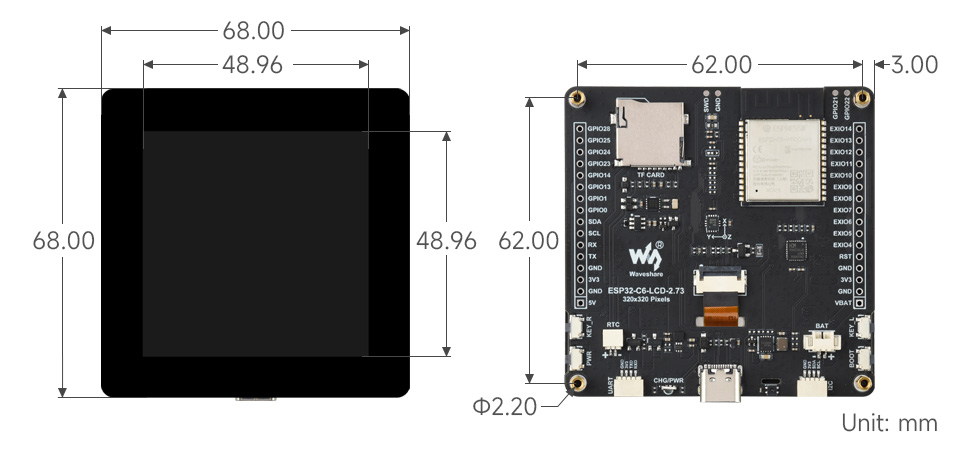 68.00
48.96
68.00
48.96
62.00
3.00
62.00
Φ2.20
Unit: mm
SWD
GND
GPIO21
GPIO22
TF CARD
GPIO28
GPIO25
GPIO24
GPIO23
GPIO14
GPIO13
GPIO1
GPIO0
SDA
SCL
RX
TX
GND
3V3
GND
5V
EXIO14
EXIO13
EXIO12
EXIO11
EXIO10
EXIO9
EXIO8
EXIO7
EXIO6
EXIO5
EXIO4
RST
GND
3V3
GND
VBAT
X
Y
Z
®
Waveshare
ESP32-C6-LCD-2.73
320x320 Pixels
KEY_R
RTC
PWR
BAT
KEY_L
BOOT
UART
CHG/PWR
I2C